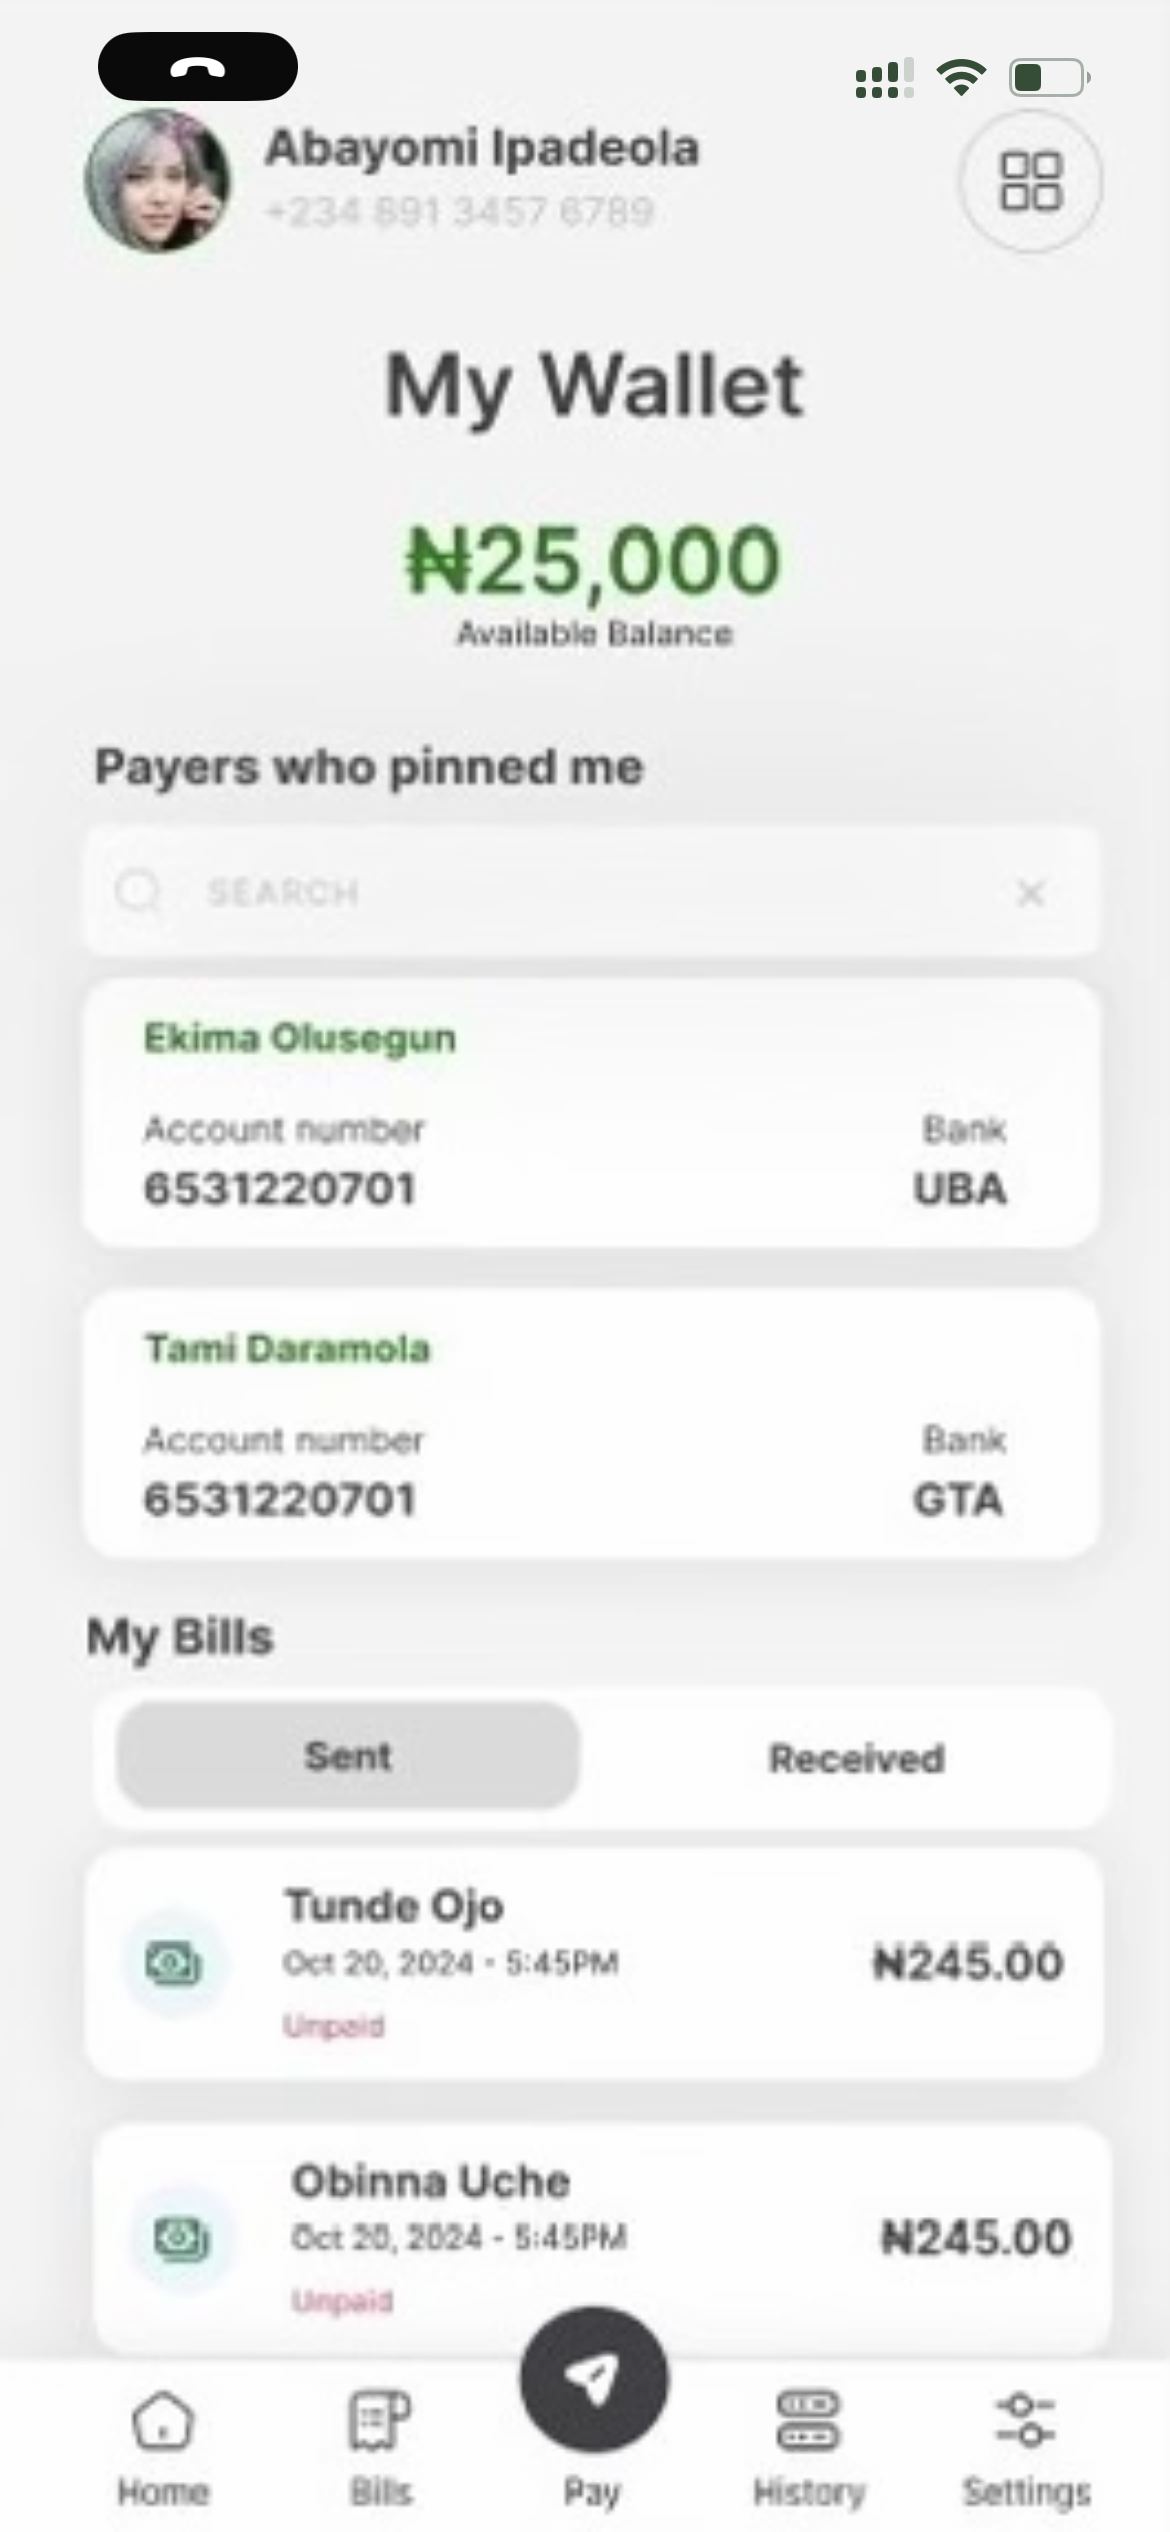 Abayomi Ipadeola
+234 891 3457 6789
My Wallet
₦25,000
Available Balance
Payers who pinned me
SEARCH
Ekima Olusegun
Account number Bank
6531220701 UBA
Tami Daramola
Account number Bank
6531220701 GTA
My Bills
Sent Received
Tunde Ojo
Oct 20, 2024 - 5:45PM ₦245.00
Unpaid
Obinna Uche
Oct 20, 2024 - 5:45PM ₦245.00
Unpaid
Home Bills Pay History Settings